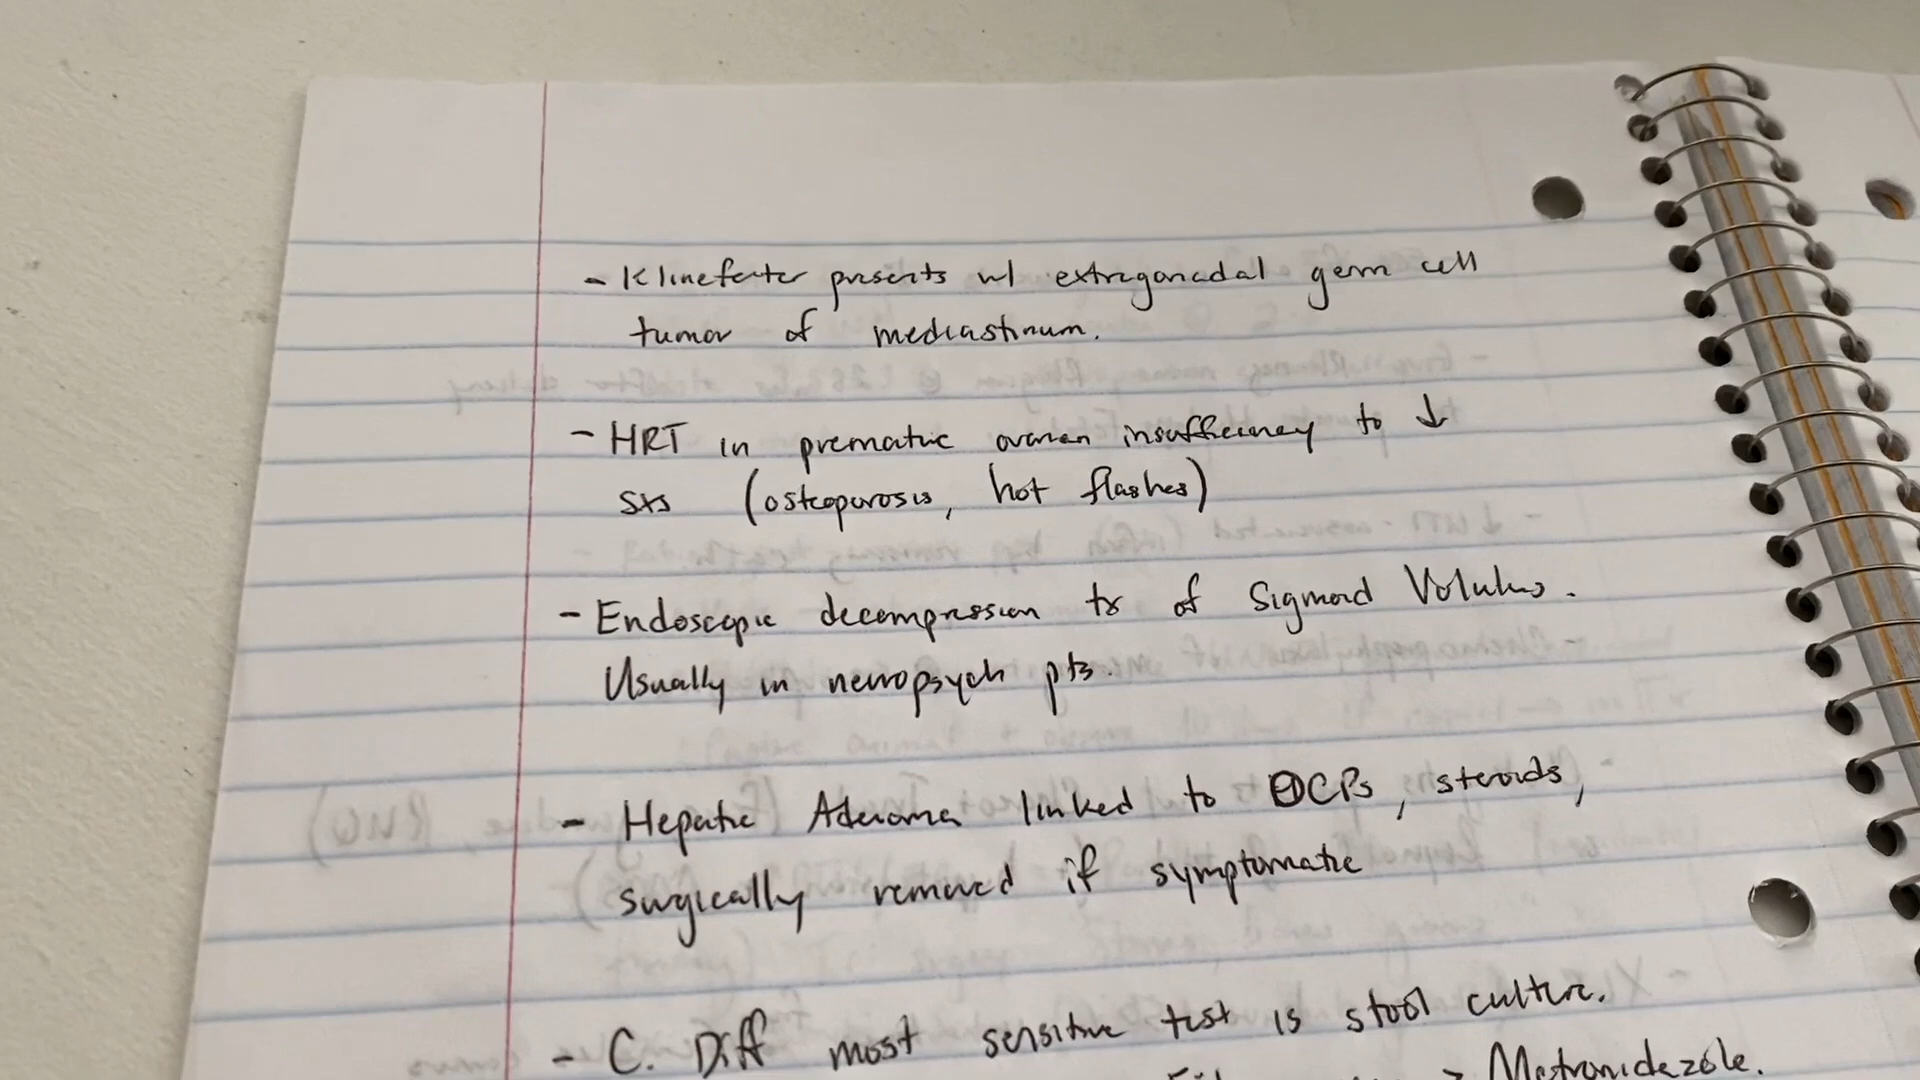 - Klinefelter presents w/ extragonadal germ cell
tumor of mediastinum.
- HRT in premature ovarian insufficiency to ↓
sxs (osteoporosis, hot flashes)
- Endoscopic decompression tx of Sigmoid Volvulus.
Usually in neuropsych pts.
- Hepatic Adenoma linked to OCPs, steroids,
surgically removed if symptomatic
- C. Diff most sensitive test is stool culture.
> Metronidazole.